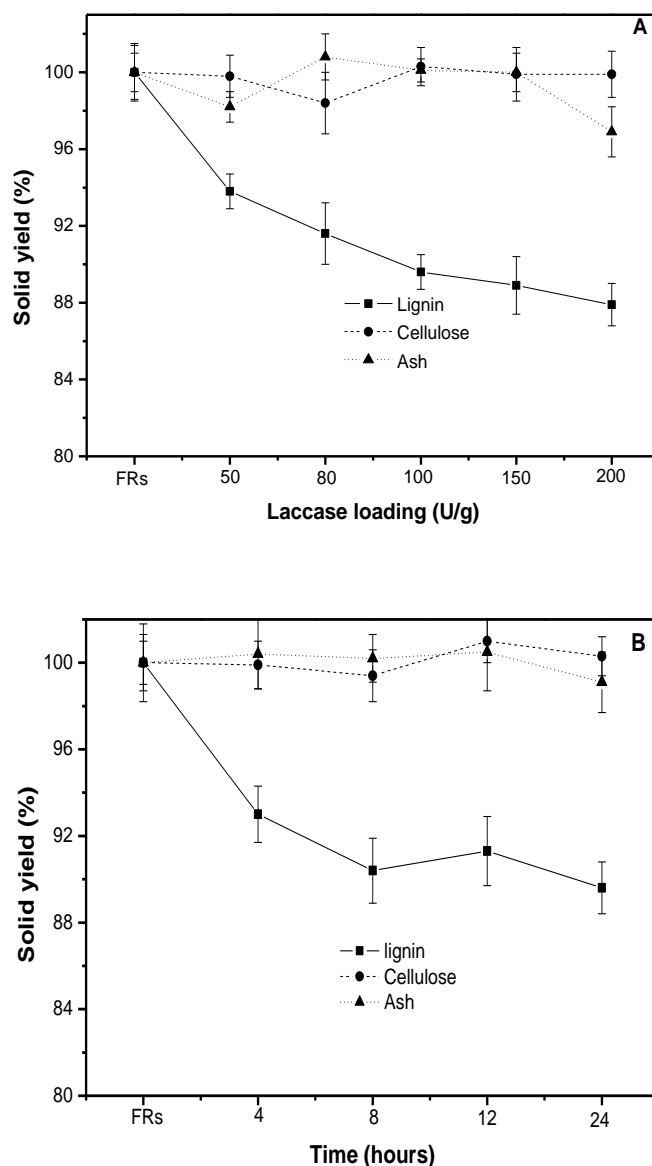 A
Solid yield (%)
100
96
92
88
84
80
Lignin
Cellulose
Ash
FRs 50 80 100 150 200
Laccase loading (U/g)
B
Solid yield (%)
100
96
92
88
84
80
lignin
Cellulose
Ash
FRs 4 8 12 24
Time (hours)